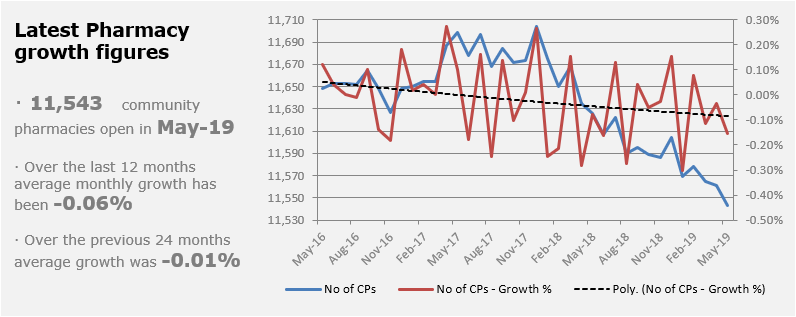 Latest Pharmacy
growth figures
· 11,543 community
pharmacies open in May-19
· Over the last 12 months
average monthly growth has
been -0.06%
· Over the previous 24 months
average growth was -0.01%
11,710
11,690
11,670
11,650
11,630
11,610
11,590
11,570
11,550
11,530
0.30%
0.20%
0.10%
0.00%
-0.10%
-0.20%
-0.30%
-0.40%
-0.50%
May-16
Aug-16
Nov-16
Feb-17
May-17
Aug-17
Nov-17
Feb-18
May-18
Aug-18
Nov-18
Feb-19
May-19
No of CPs
No of CPs - Growth %
Poly. (No of CPs - Growth %)